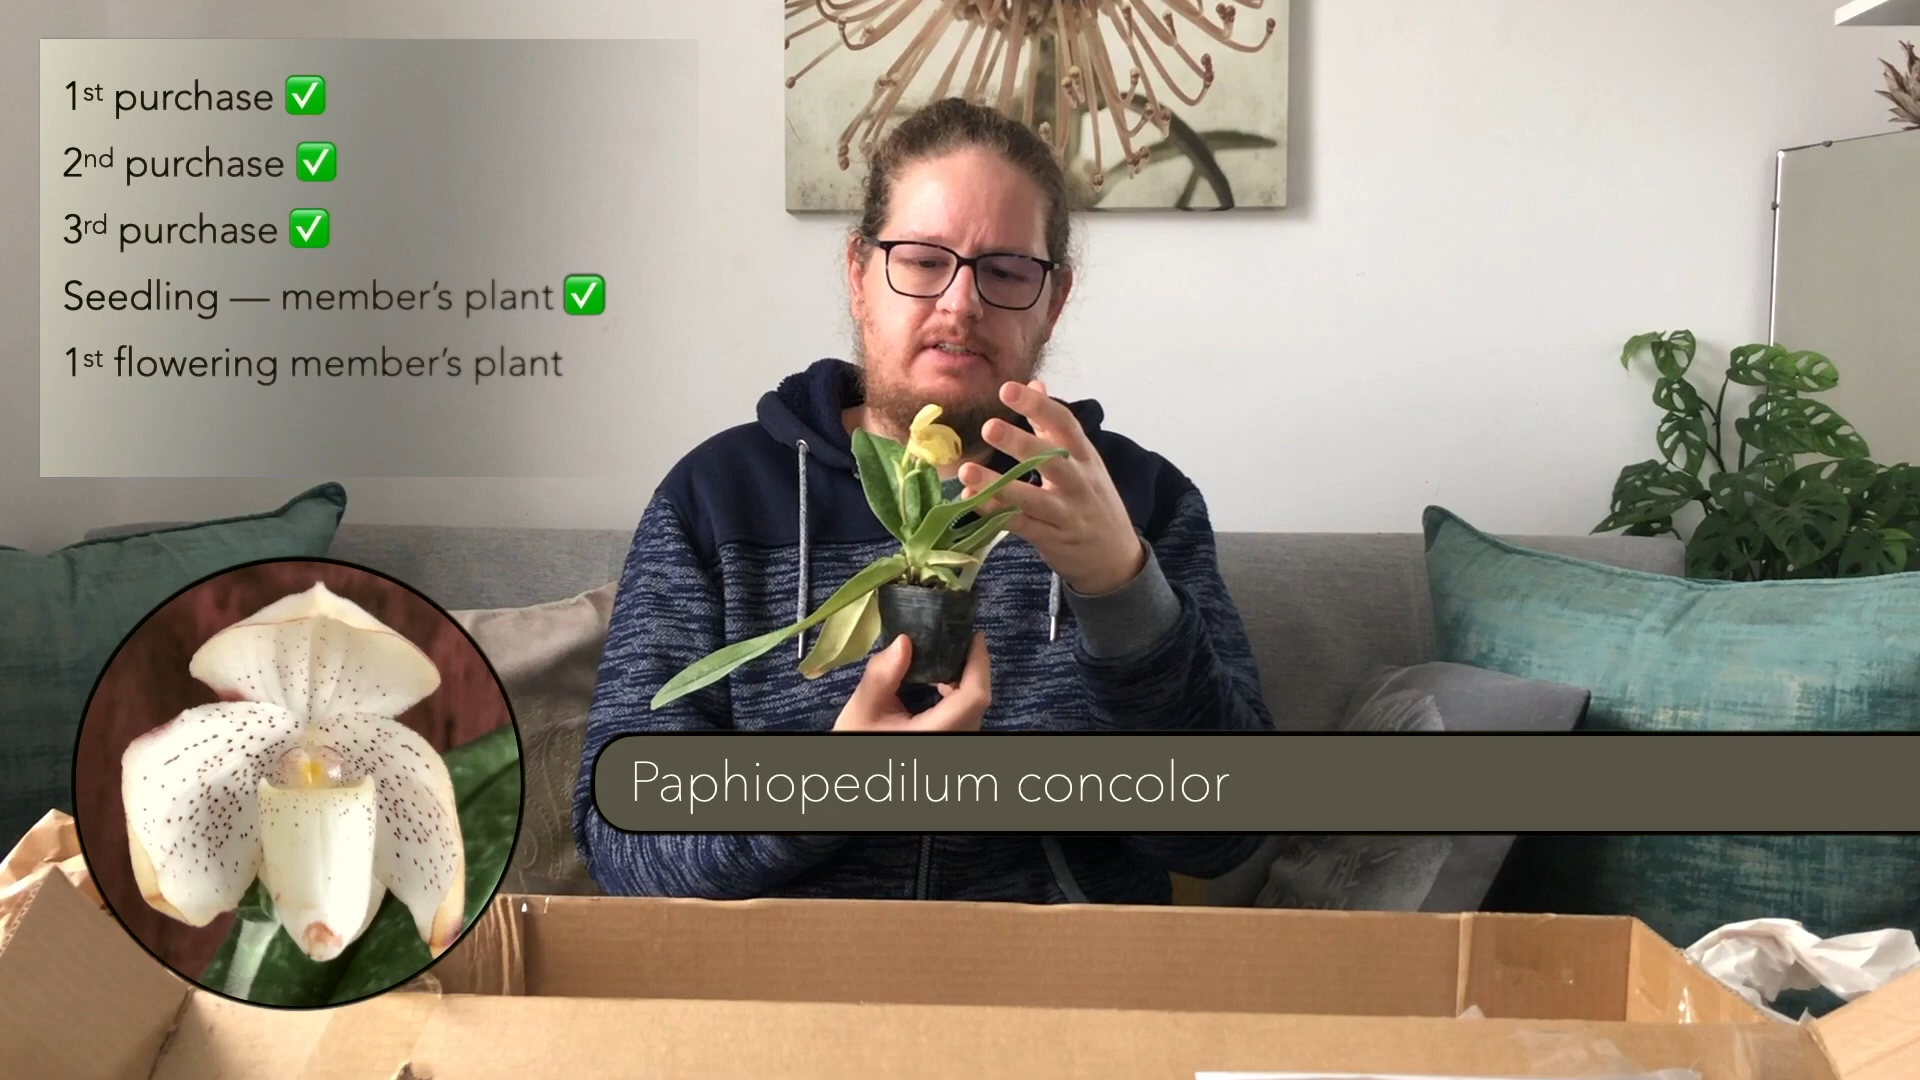 1st purchase ✅
2nd purchase ✅
3rd purchase ✅
Seedling — member's plant ✅
1st flowering member's plant
Paphiopedilum concolor